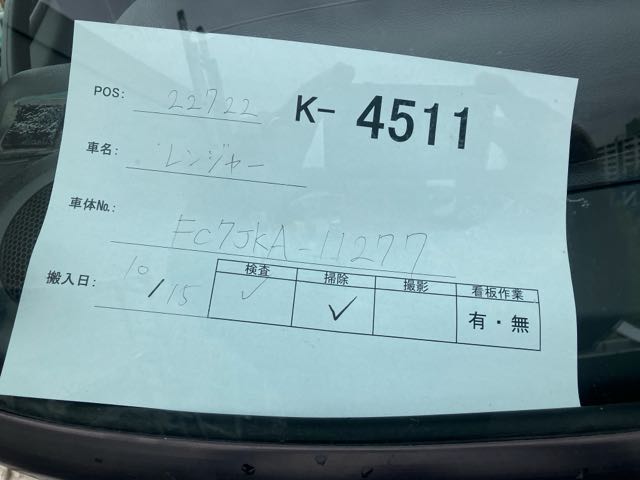 POS: 22722 K-4511
車名: レンジャー
車体No.: FC7JKA-11277
搬入日: 10/15
検査 掃除 撮影 看板作業
✓ ✓ 有・無